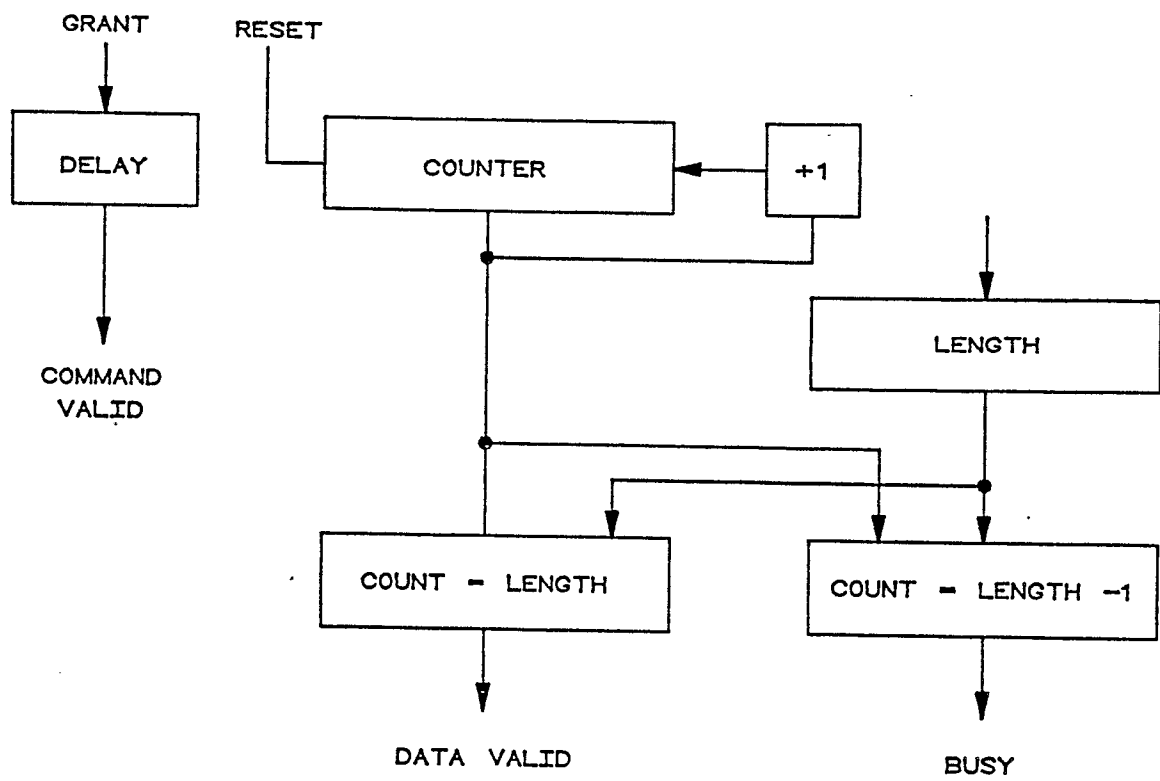 GRANT
RESET
DELAY
COUNTER
+1
LENGTH
COMMAND
VALID
COUNT = LENGTH
COUNT = LENGTH -1
DATA VALID
BUSY